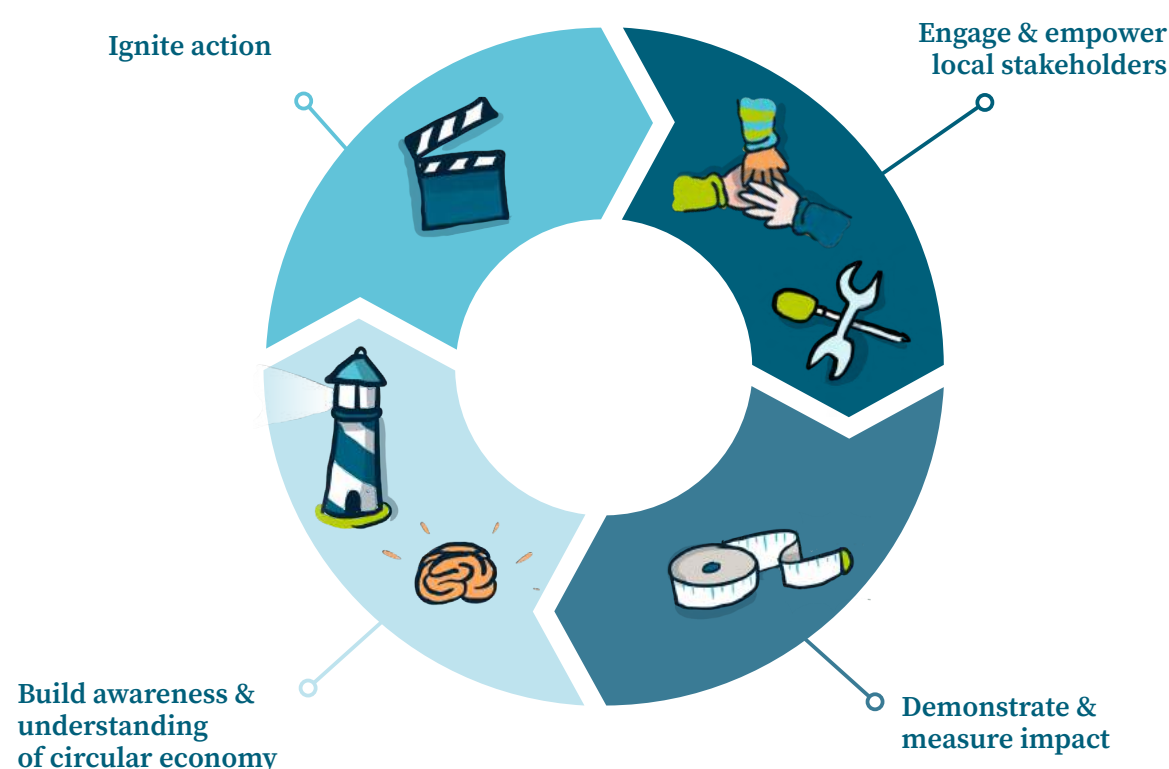 Ignite action
Engage & empower
local stakeholders
Build awareness &
understanding
of circular economy
Demonstrate &
measure impact